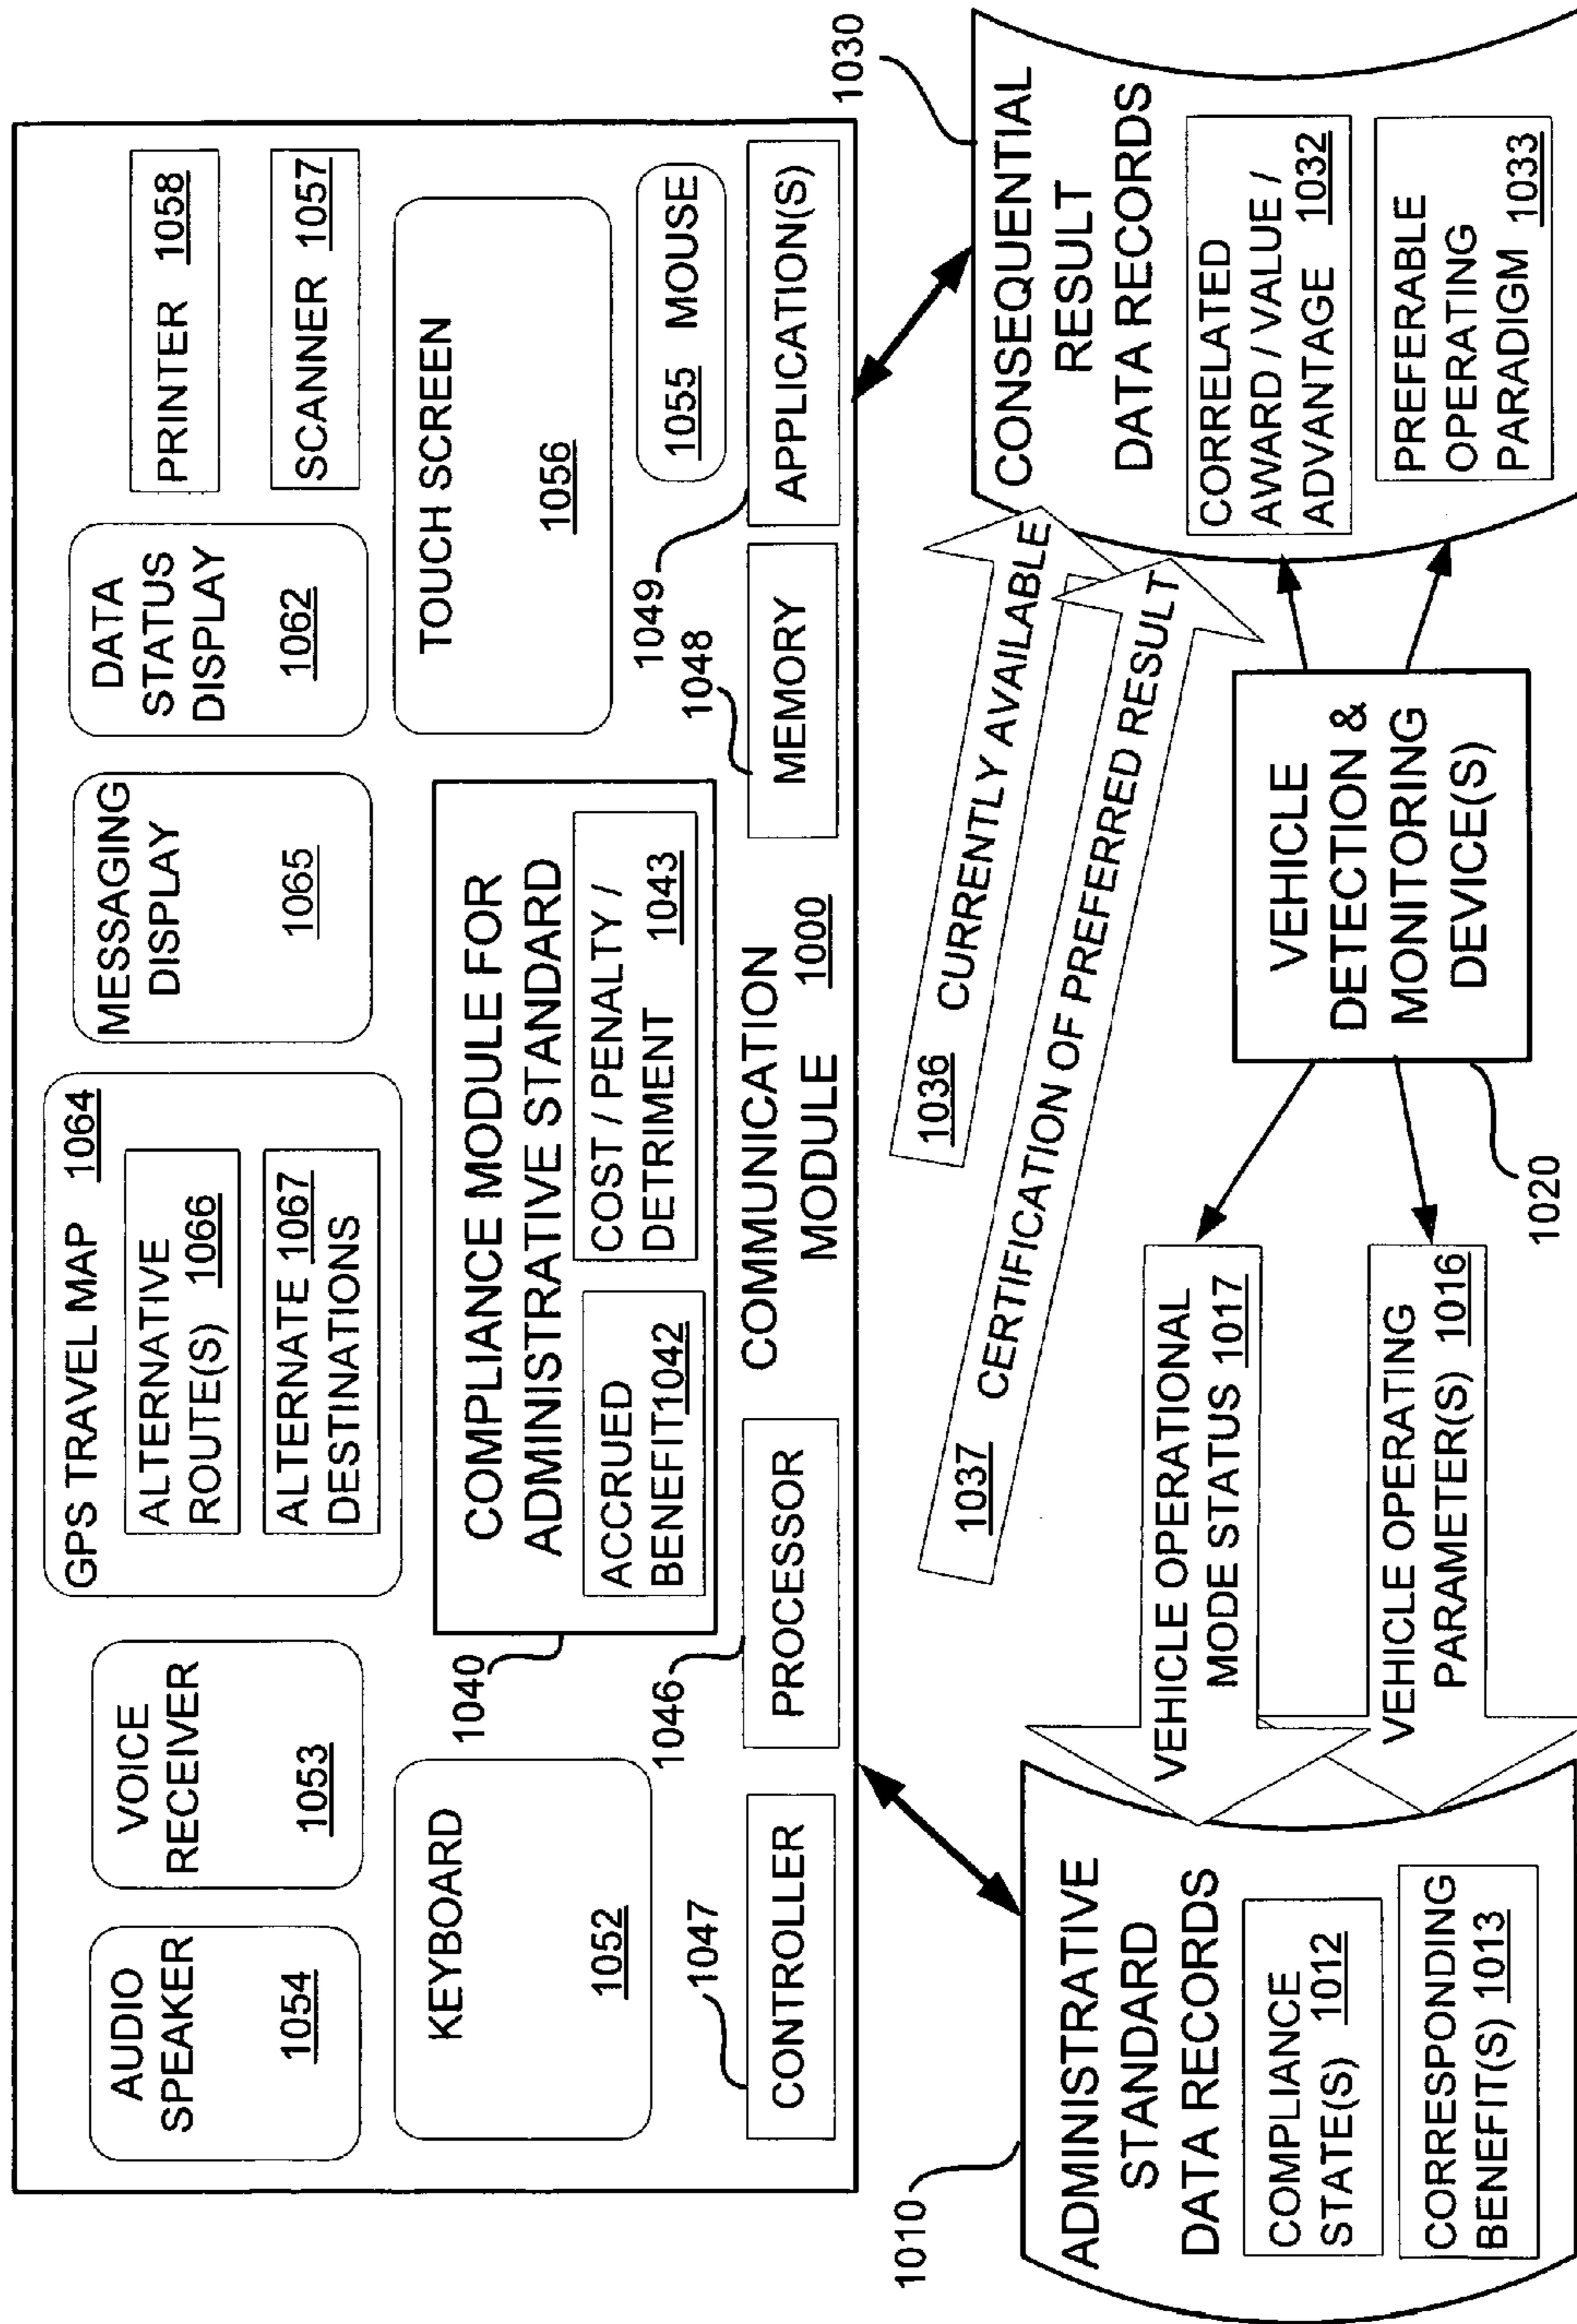 AUDIO
SPEAKER
1054
VOICE
RECEIVER
1053
GPS TRAVEL MAP 1064
ALTERNATIVE
ROUTE(S) 1066
ALTERNATE 1067
DESTINATIONS
MESSAGING
DISPLAY
1065
DATA
STATUS
DISPLAY
1062
PRINTER 1058
SCANNER 1057
KEYBOARD
1052
1040
COMPLIANCE MODULE FOR
ADMINISTRATIVE STANDARD
ACCRUED
BENEFIT 1042
COST / PENALTY /
DETRIMENT 1043
TOUCH SCREEN
1056
1055 MOUSE
1047
CONTROLLER
1046
PROCESSOR
COMMUNICATION
MODULE 1000
1048
MEMORY
1049
APPLICATION(S)
1010
ADMINISTRATIVE
STANDARD
DATA RECORDS
COMPLIANCE
STATE(S) 1012
CORRESPONDING
BENEFIT(S) 1013
1036 CURRENTLY AVAILABLE
1037 CERTIFICATION OF PREFERRED RESULT
VEHICLE OPERATIONAL
MODE STATUS 1017
VEHICLE OPERATING
PARAMETER(S) 1016
1020
VEHICLE
DETECTION &
MONITORING
DEVICE(S)
1030
CONSEQUENTIAL
RESULT
DATA RECORDS
CORRELATED
AWARD / VALUE /
ADVANTAGE 1032
PREFERABLE
OPERATING
PARADIGM 1033